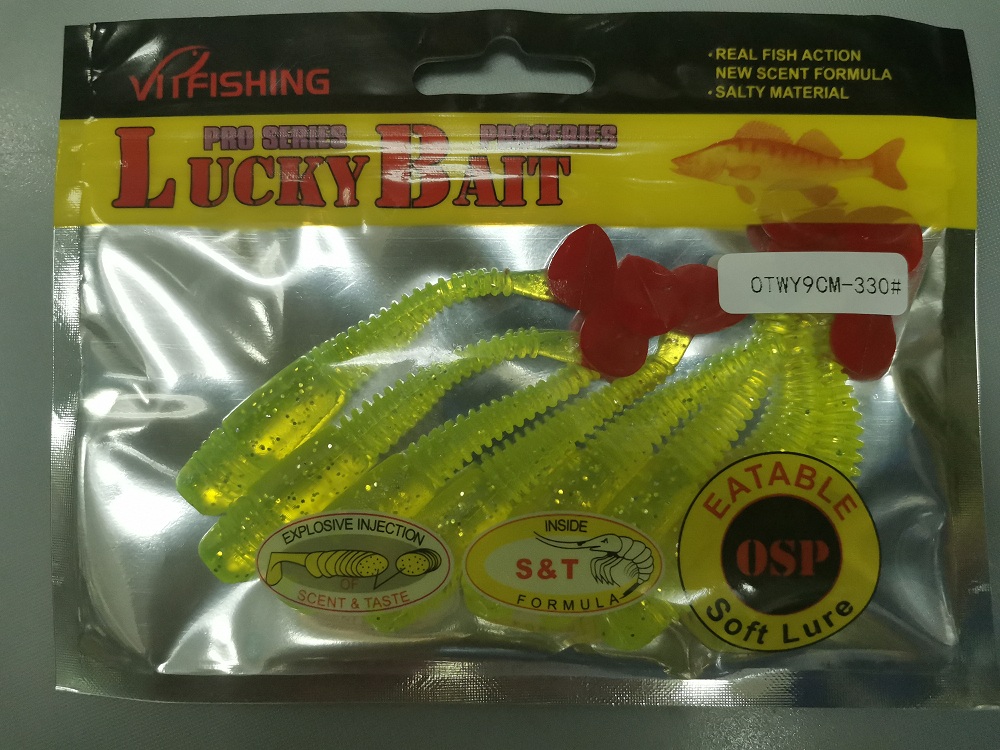 VITFISHING
·REAL FISH ACTION
NEW SCENT FORMULA
·SALTY MATERIAL
PRO SERIES PROSERIES
LUCKY BAIT
OTWY9CM-330#
EXPLOSIVE INJECTION
OF
SCENT & TASTE
INSIDE
S & T
FORMULA
EATABLE
OSP
Soft Lure